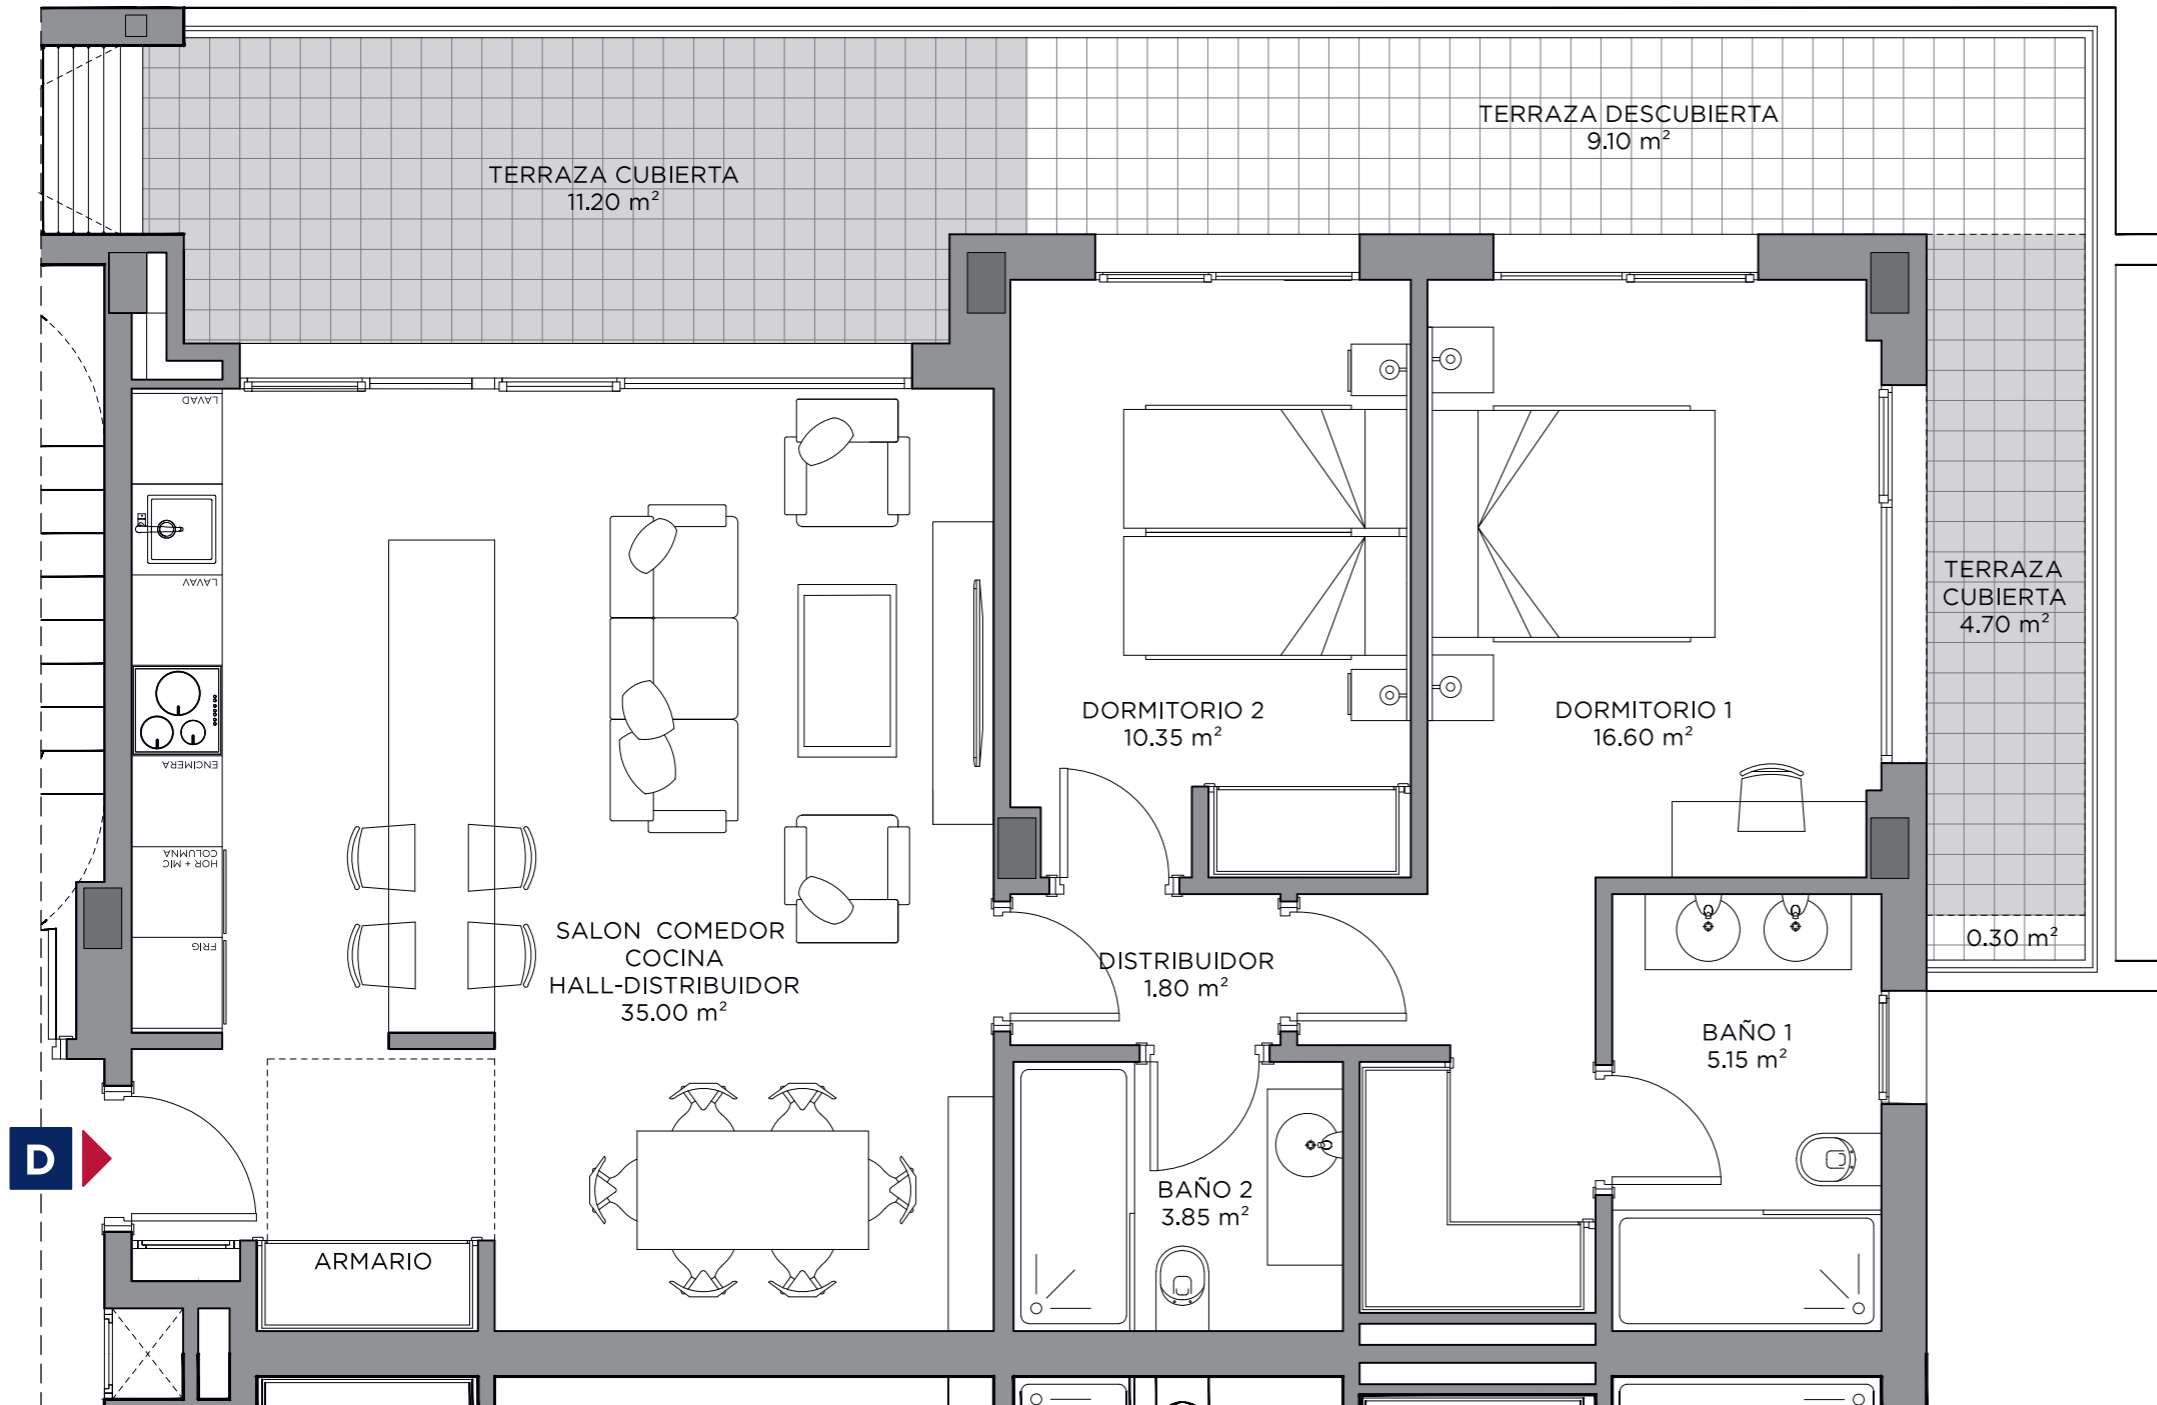 TERRAZA DESCUBIERTA
9.10 m²
TERRAZA CUBIERTA
11.20 m²
LAVAD
LAVAV
ENCIMERA
HOR + MIC
COLUMNA
FRIG
TERRAZA
CUBIERTA
4.70 m²
DORMITORIO 2
10.35 m²
DORMITORIO 1
16.60 m²
SALON COMEDOR
COCINA
HALL-DISTRIBUIDOR
35.00 m²
DISTRIBUIDOR
1.80 m²
0.30 m²
BAÑO 1
5.15 m²
D
BAÑO 2
3.85 m²
ARMARIO